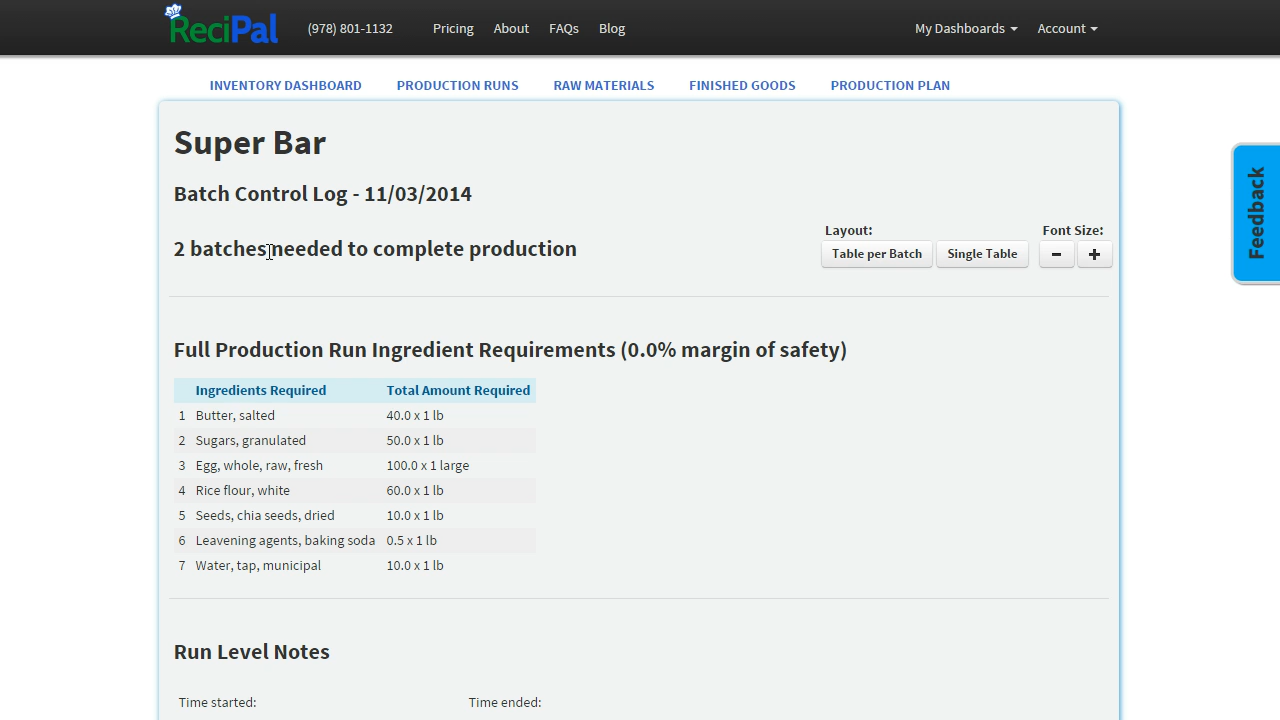 ReciPal (978) 801-1132 Pricing About FAQs Blog My Dashboards Account
INVENTORY DASHBOARD PRODUCTION RUNS RAW MATERIALS FINISHED GOODS PRODUCTION PLAN
Super Bar
Batch Control Log - 11/03/2014
2 batches needed to complete production
Layout: Font Size:
Table per Batch Single Table - +
Feedback
Full Production Run Ingredient Requirements (0.0% margin of safety)
Ingredients Required Total Amount Required
1 Butter, salted 40.0 x 1 lb
2 Sugars, granulated 50.0 x 1 lb
3 Egg, whole, raw, fresh 100.0 x 1 large
4 Rice flour, white 60.0 x 1 lb
5 Seeds, chia seeds, dried 10.0 x 1 lb
6 Leavening agents, baking soda 0.5 x 1 lb
7 Water, tap, municipal 10.0 x 1 lb
Run Level Notes
Time started: Time ended: